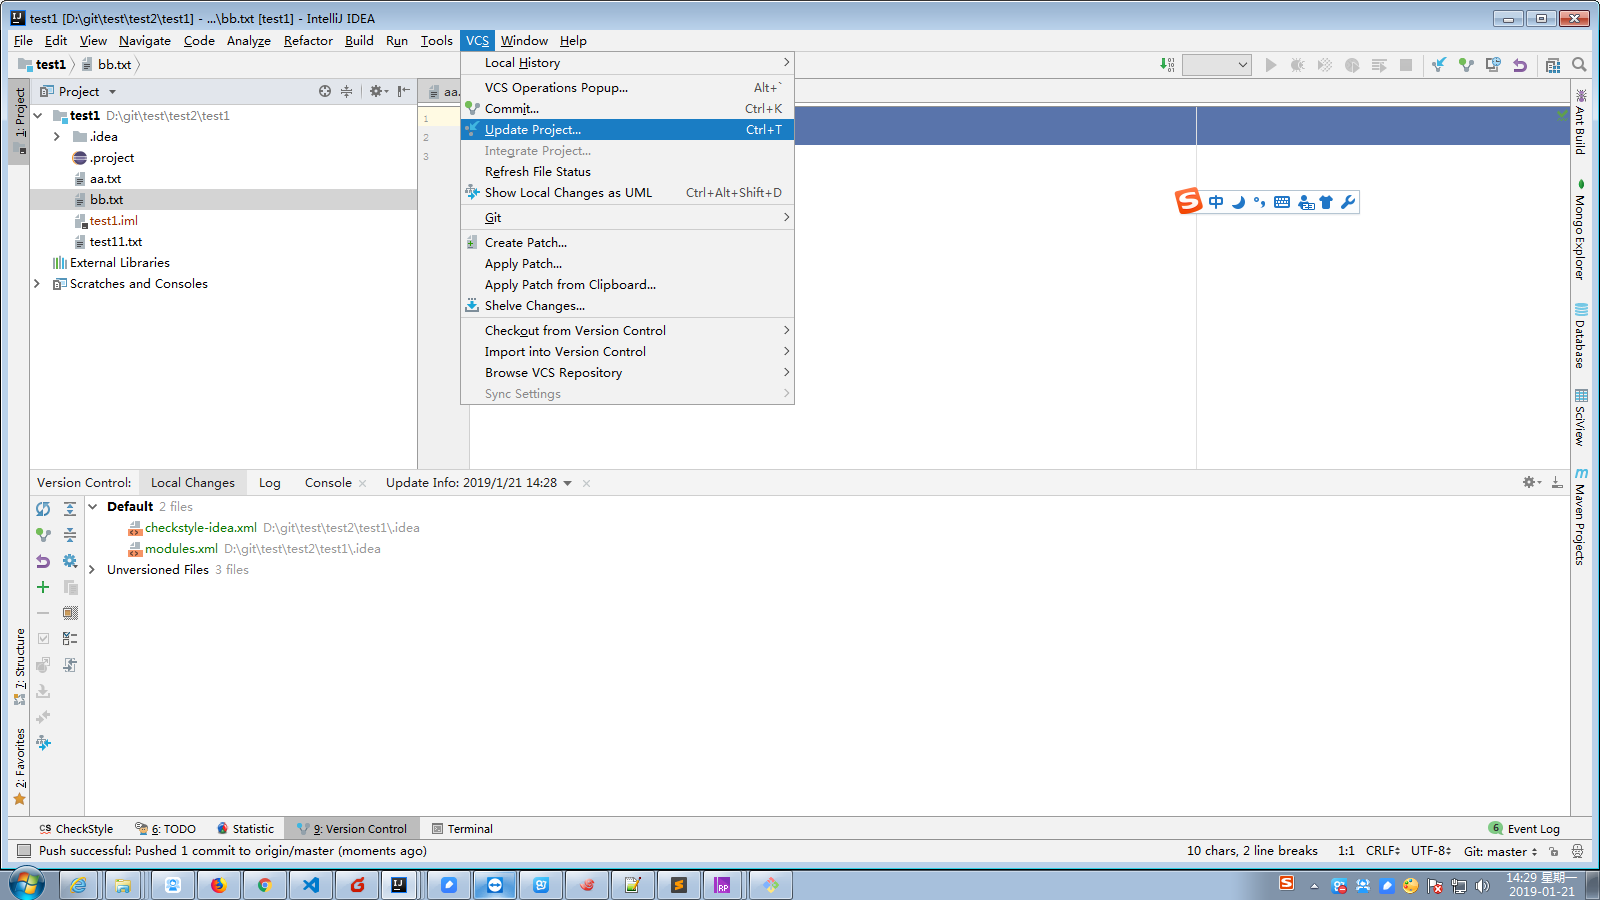 test1 [D:\git\test\test2\test1] - ...\bb.txt [test1] - IntelliJ IDEA
File Edit View Navigate Code Analyze Refactor Build Run Tools VCS Window Help
test1 bb.txt
Project
1: Project
test1 D:\git\test\test2\test1
.idea
.project
aa.txt
bb.txt
test1.iml
test11.txt
External Libraries
Scratches and Consoles
aa.
1
2
3
Local History
VCS Operations Popup... Alt+`
Commit... Ctrl+K
Update Project... Ctrl+T
Integrate Project...
Refresh File Status
Show Local Changes as UML Ctrl+Alt+Shift+D
Git
Create Patch...
Apply Patch...
Apply Patch from Clipboard...
Shelve Changes...
Checkout from Version Control
Import into Version Control
Browse VCS Repository
Sync Settings
中
Ant Build
Mongo Explorer
Database
SciView
Maven Projects
Version Control: Local Changes Log Console Update Info: 2019/1/21 14:28
Default 2 files
checkstyle-idea.xml D:\git\test\test2\test1\.idea
modules.xml D:\git\test\test2\test1\.idea
Unversioned Files 3 files
7: Structure
2: Favorites
CS CheckStyle 6: TODO Statistic 9: Version Control Terminal 6 Event Log
Push successful: Pushed 1 commit to origin/master (moments ago) 10 chars, 2 line breaks 1:1 CRLF UTF-8 Git: master
14:29 星期一
2019-01-21